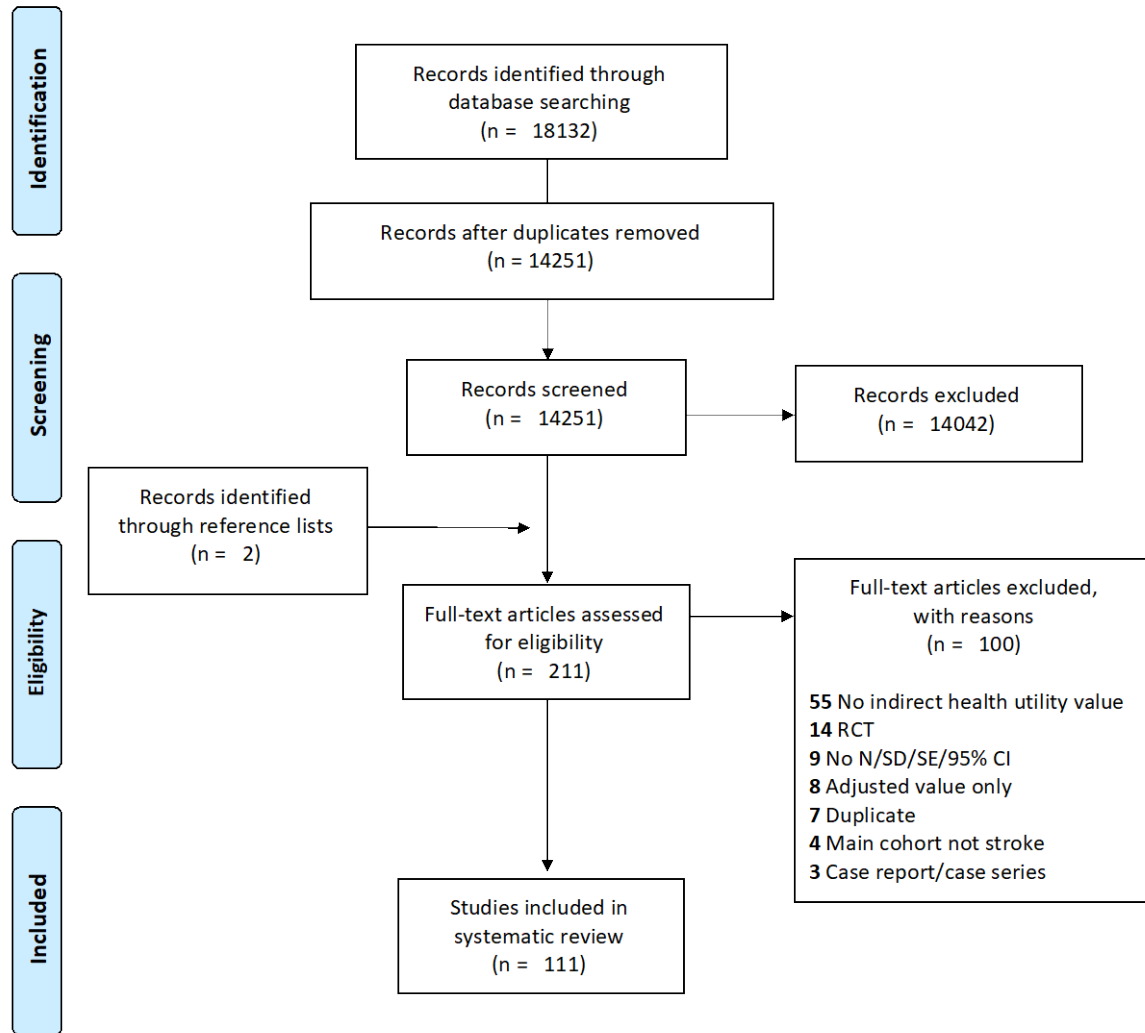 Identification
Records identified through
database searching
(n =   18132)
Records after duplicates removed
(n = 14251)
Screening
Records screened
(n =   14251)
Records excluded
(n =   14042)
Records identified
through reference lists
(n =   2)
Eligibility
Full-text articles assessed
for eligibility
(n =   211)
Full-text articles excluded,
with reasons
(n =   100)
55 No indirect health utility value
14 RCT
9 No N/SD/SE/95% CI
8 Adjusted value only
7 Duplicate
4 Main cohort not stroke
3 Case report/case series
Included
Studies included in
systematic review
(n =   111)